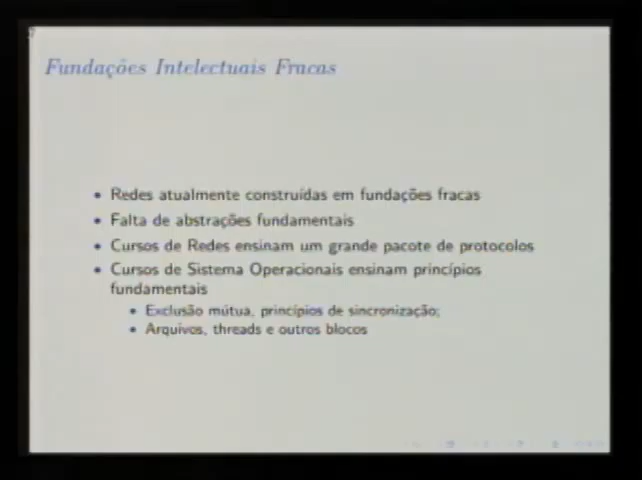 Fundações Intelectuais Fracas
• Redes atualmente construídas em fundações fracas
• Falta de abstrações fundamentais
• Cursos de Redes ensinam um grande pacote de protocolos
• Cursos de Sistema Operacionais ensinam princípios
fundamentais
• Exclusão mútua, princípios de sincronização;
• Arquivos, threads e outros blocos